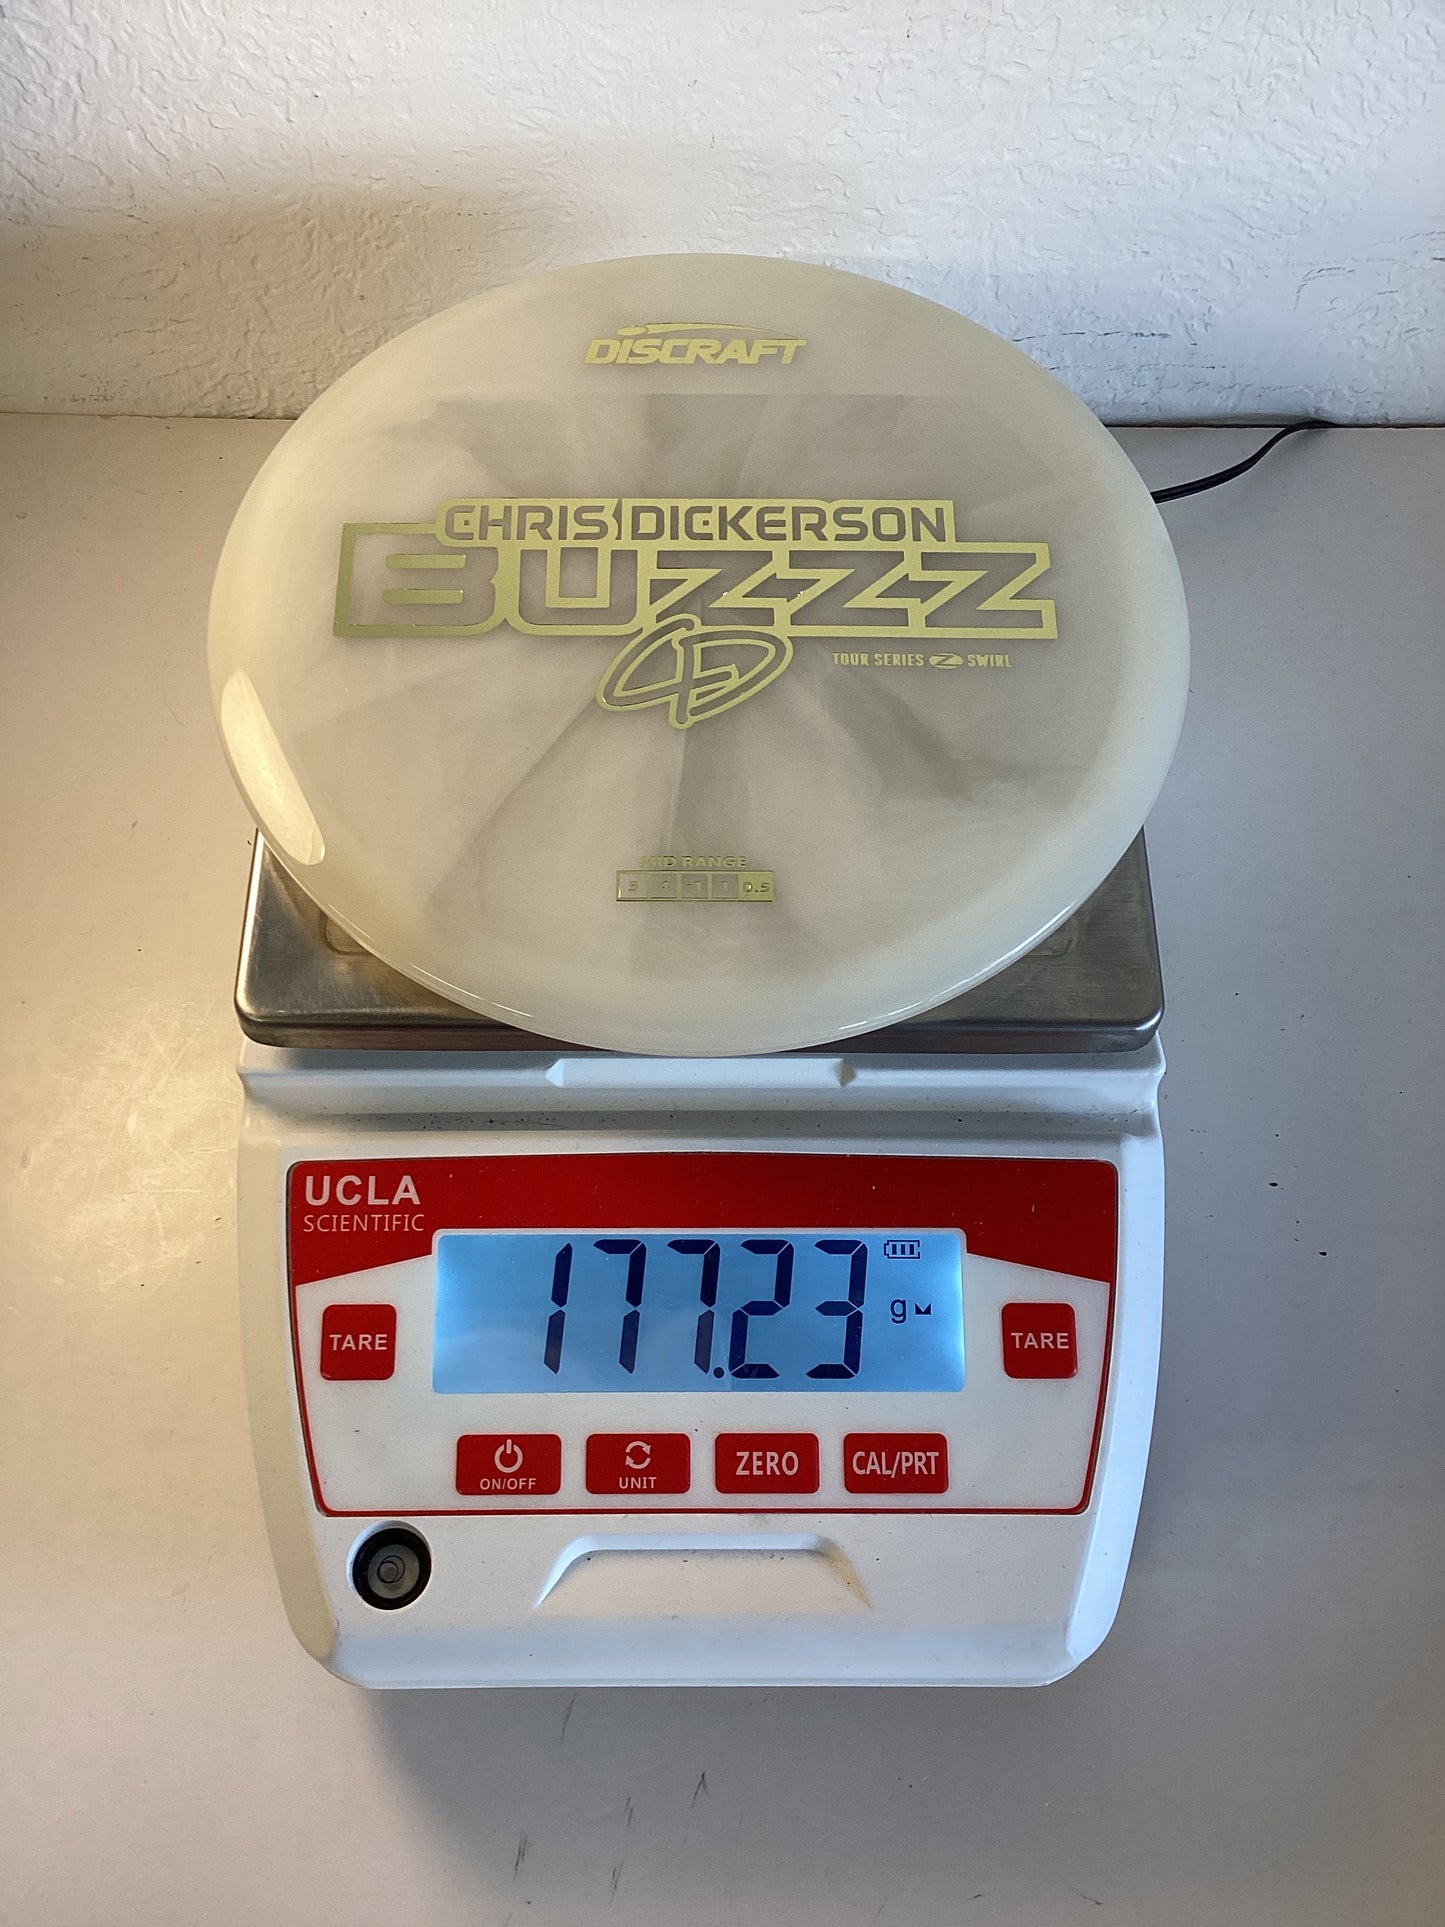 DISCRAFT
CHRIS DICKERSON
BUZZZ
CD
TOUR SERIES Z SWIRL
MID RANGE
5 4 -1 1 0.5
UCLA
SCIENTIFIC
177.23 g
TARE
TARE
ON/OFF
UNIT
ZERO
CAL/PRT